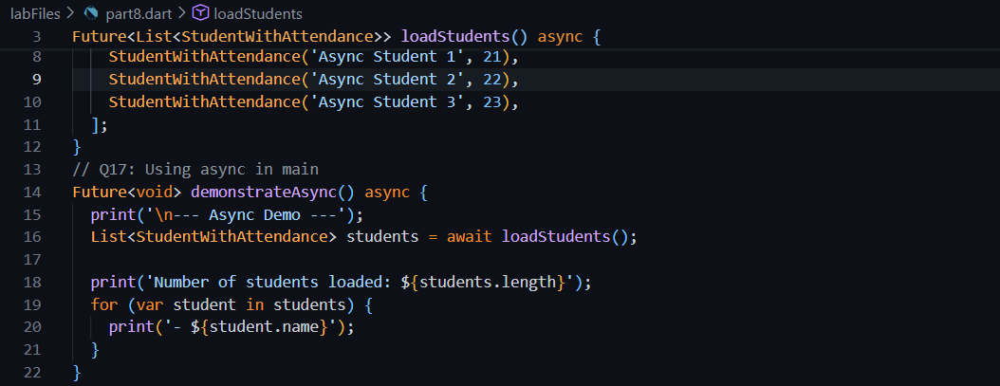 labFiles > part8.dart > loadStudents
3 Future<List<StudentWithAttendance>> loadStudents() async {
8 StudentWithAttendance('Async Student 1', 21),
9 StudentWithAttendance('Async Student 2', 22),
10 StudentWithAttendance('Async Student 3', 23),
11 ];
12 }
13 // Q17: Using async in main
14 Future<void> demonstrateAsync() async {
15 print('\n--- Async Demo ---');
16 List<StudentWithAttendance> students = await loadStudents();
17
18 print('Number of students loaded: ${students.length}');
19 for (var student in students) {
20 print('- ${student.name}');
21 }
22 }